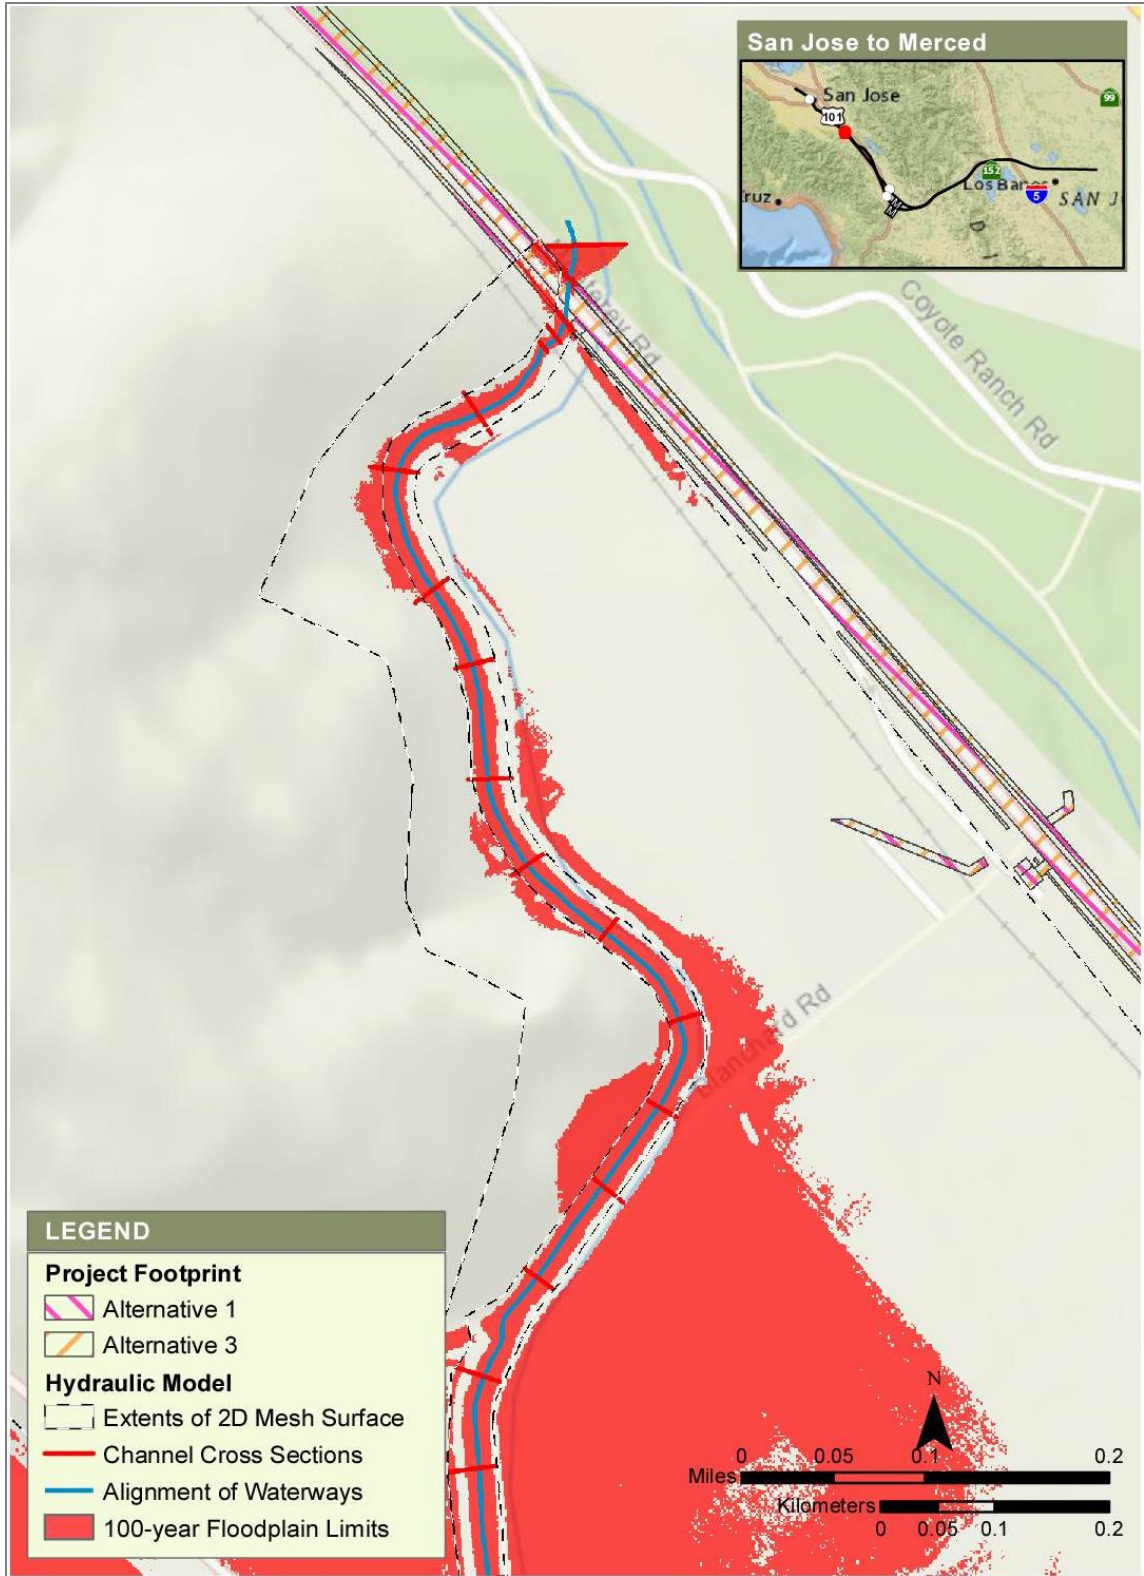 San Jose to Merced
San Jose
101
99
152
Los Banos
5
SAN J
ruz
D
Monterey Rd
Coyote Ranch Rd
Blanchard Rd
LEGEND
Project Footprint
Alternative 1
Alternative 3
Hydraulic Model
Extents of 2D Mesh Surface
Channel Cross Sections
Alignment of Waterways
100-year Floodplain Limits
N
0 0.05 0.1 0.2
Miles
Kilometers
0 0.05 0.1 0.2